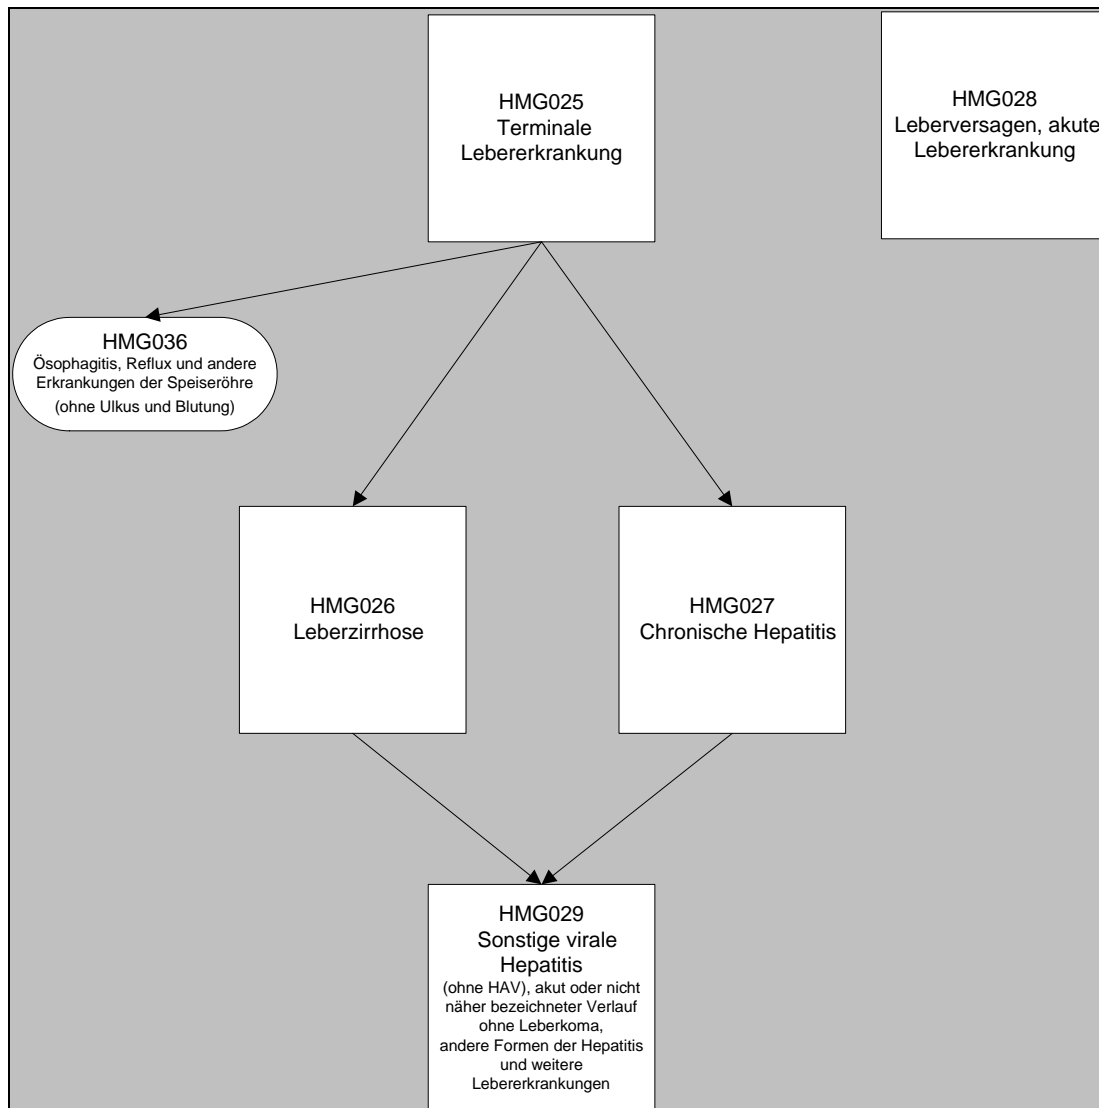 HMG025
Terminale
Lebererkrankung
HMG028
Leberversagen, akute
Lebererkrankung
HMG036
Ösophagitis, Reflux und andere
Erkrankungen der Speiseröhre
(ohne Ulkus und Blutung)
HMG026
Leberzirrhose
HMG027
Chronische Hepatitis
HMG029
Sonstige virale
Hepatitis
(ohne HAV), akut oder nicht
näher bezeichneter Verlauf
ohne Leberkoma,
andere Formen der Hepatitis
und weitere
Lebererkrankungen